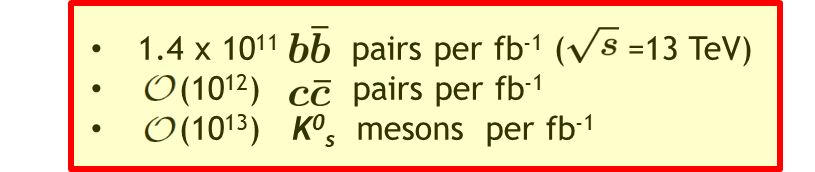 • 1.4 x 10¹¹ bb̅ pairs per fb⁻¹ (√s =13 TeV)
• 𝒪(10¹²) cc̅ pairs per fb⁻¹
• 𝒪(10¹³) K⁰ₛ mesons per fb⁻¹